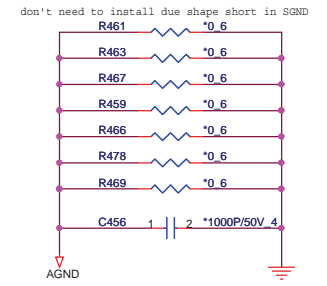 don't need to install due shape short in SGND
R461 *0_6
R463 *0_6
R467 *0_6
R459 *0_6
R466 *0_6
R478 *0_6
R469 *0_6
C456 1 2 *1000P/50V_4
AGND